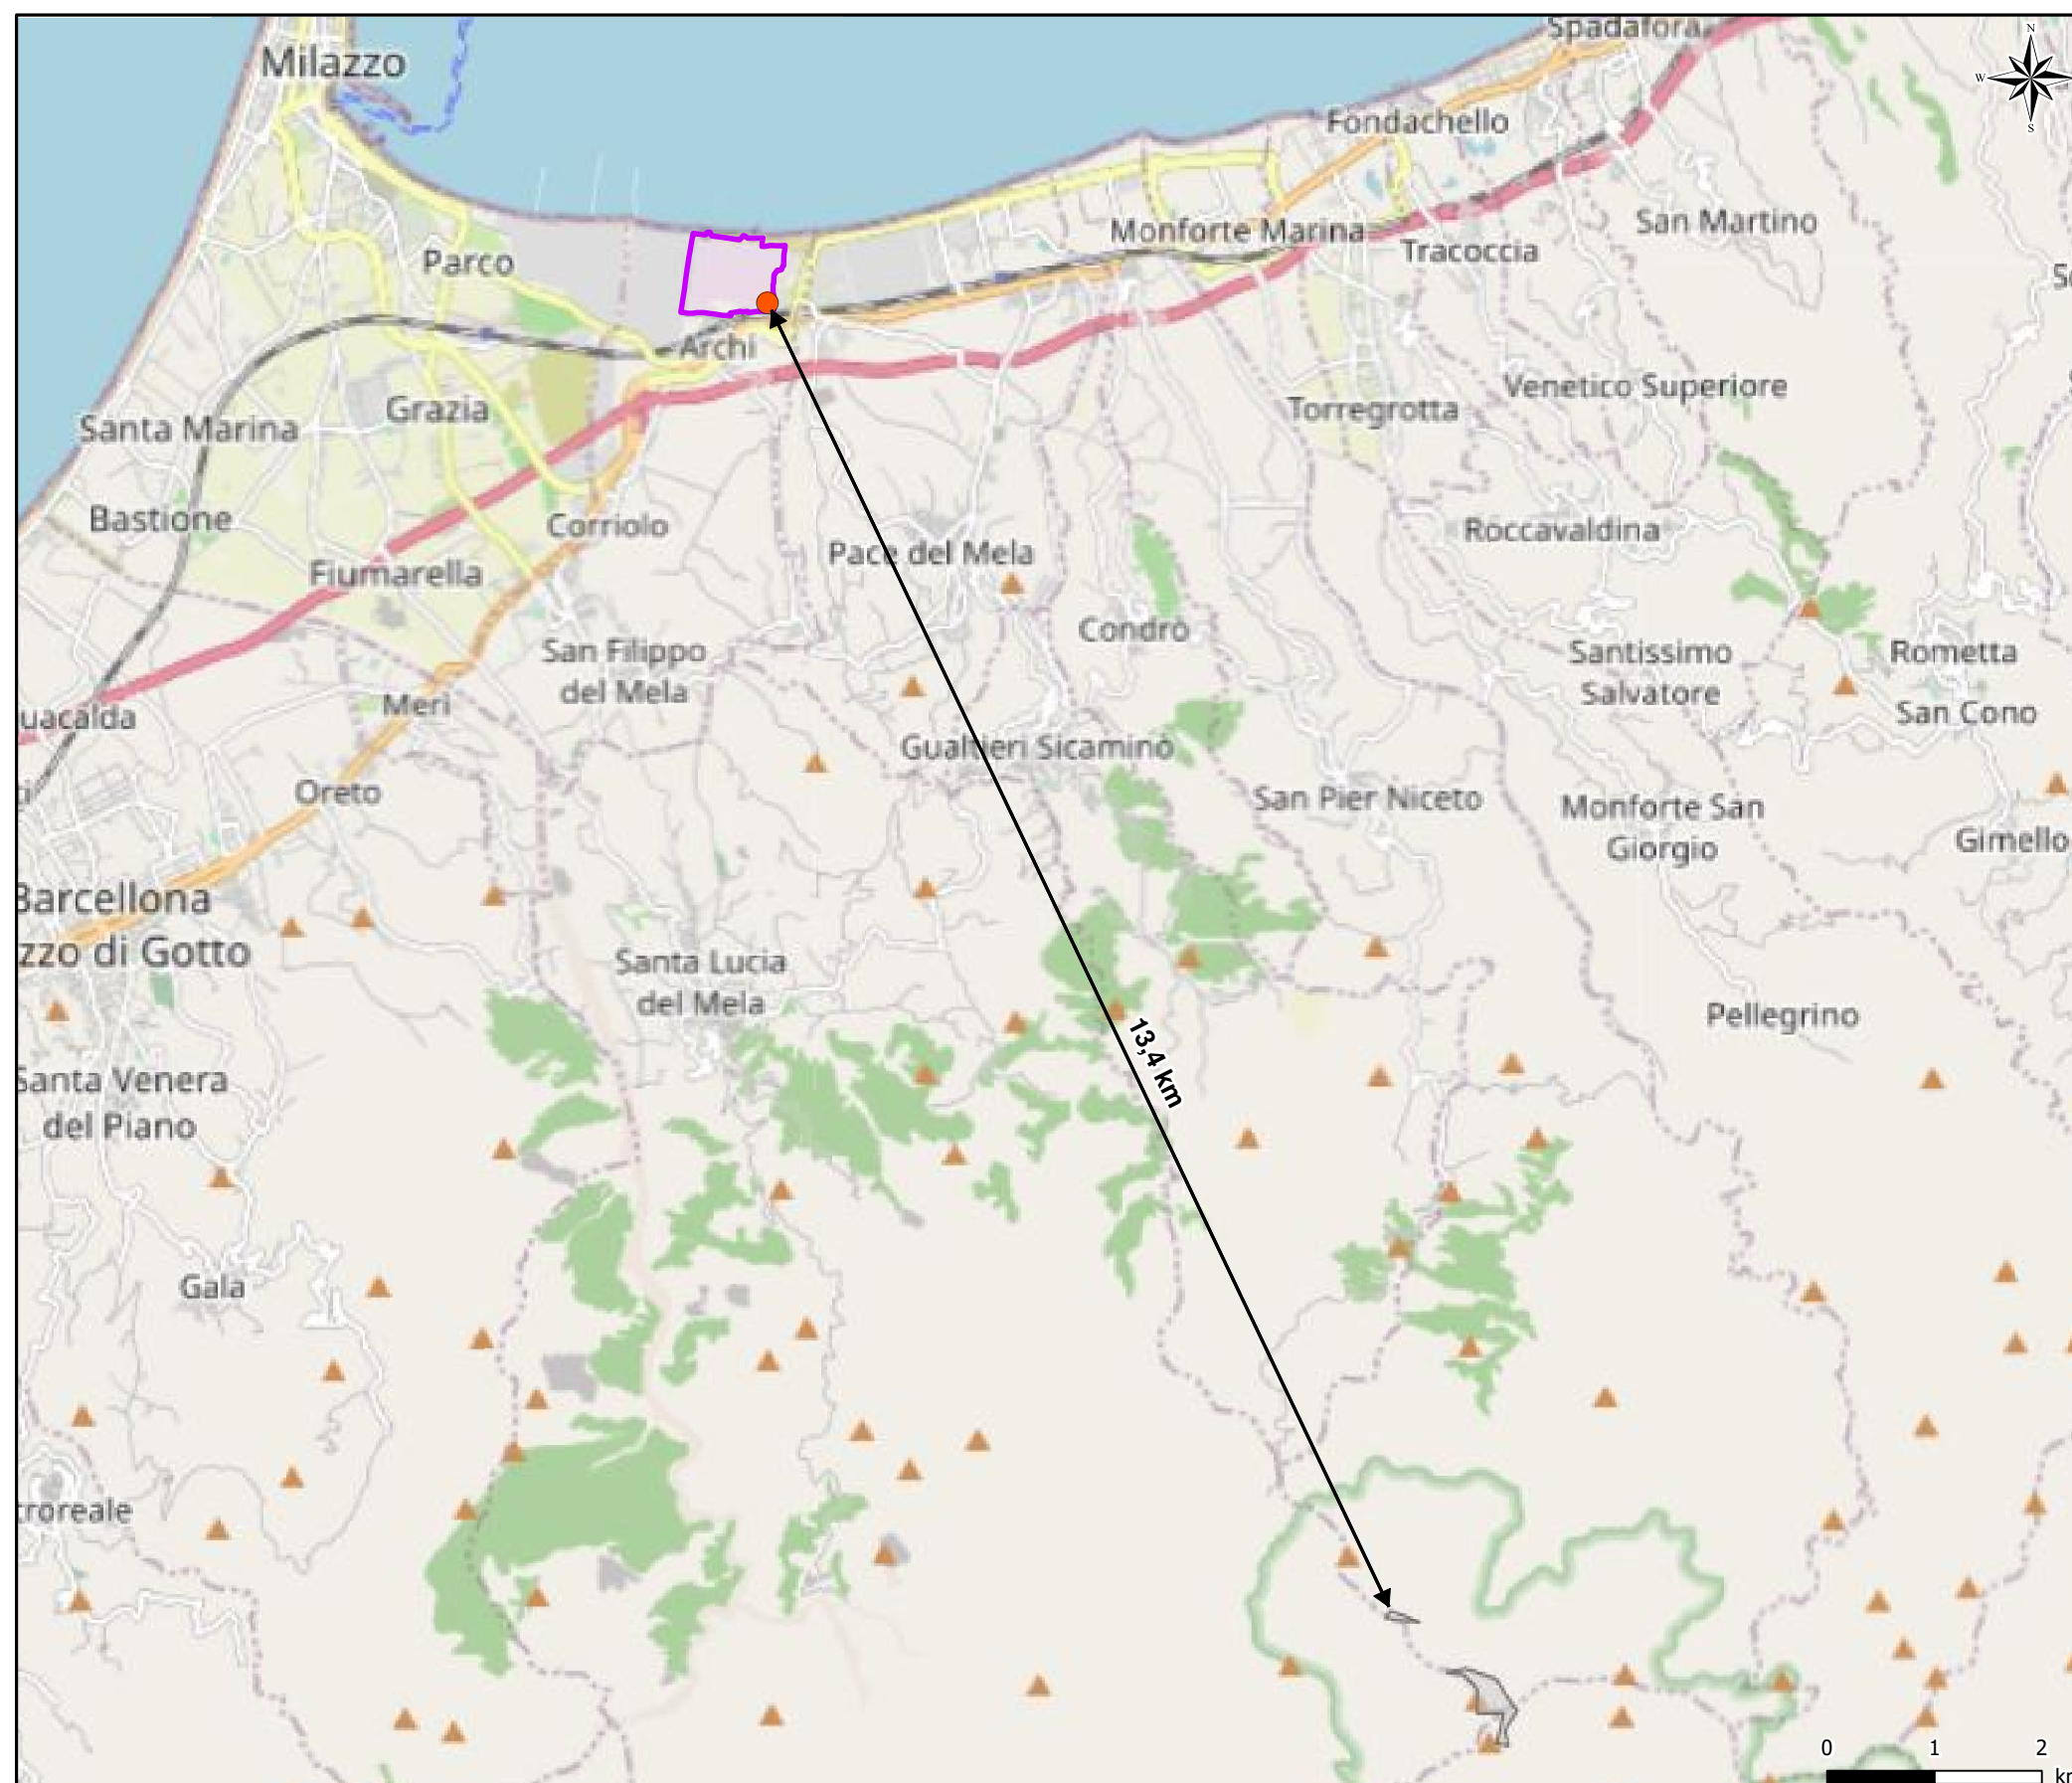 Spadafora
N
Milazzo
W
S
Fondachello
San Martino
Monforte Marina
Tracoccia
Parco
Archi
Venetico Superiore
Grazia
Torregrotta
Santa Marina
Bastione
Corriolo
Roccavaldina
Pace del Mela
Fiumarella
Condrò
San Filippo
del Mela
Santissimo
Salvatore
Rometta
Meri
San Cono
uacalda
Gualtieri Sicaminò
Oreto
San Pier Niceto
Monforte San
Giorgio
Gimello
Barcellona
zzo di Gotto
Santa Lucia
del Mela
Pellegrino
13,4 km
Santa Venera
del Piano
Gala
troreale
0 1 2
km